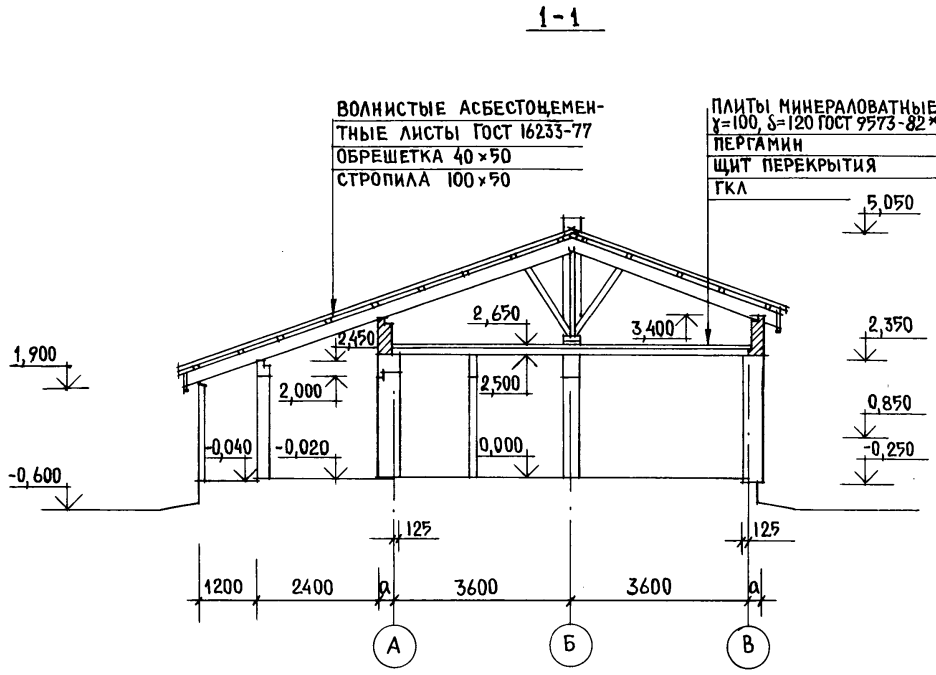 1-1
ВОЛНИСТЫЕ АСБЕСТОЦЕМЕН-
ТНЫЕ ЛИСТЫ ГОСТ 16233-77
ОБРЕШЕТКА 40×50
СТРОПИЛА 100×50
ПЛИТЫ МИНЕРАЛОВАТНЫЕ
γ=100, δ=120 ГОСТ 9573-82*
ПЕРГАМИН
ЩИТ ПЕРЕКРЫТИЯ
ГКЛ
5,050
2,650
3,400
2,450
2,350
1,900
2,000
2,500
0,850
-0,040
-0,020
0,000
-0,250
-0,600
125
125
1200
2400
а
3600
3600
а
А
Б
В